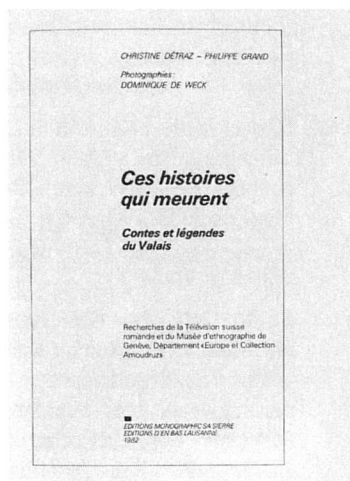 CHRISTINE DÉTRAZ – PHILIPPE GRAND
Photographies:
DOMINIQUE DE WECK
Ces histoires
qui meurent
Contes et légendes
du Valais
Recherches de la Télévision suisse
romande et du Musée d'ethnographie de
Genève, Département «Europe et Collection
Amoudruz»
EDITIONS MONOGRAPHIC SA SIERRE
EDITIONS D'EN BAS LAUSANNE
1982